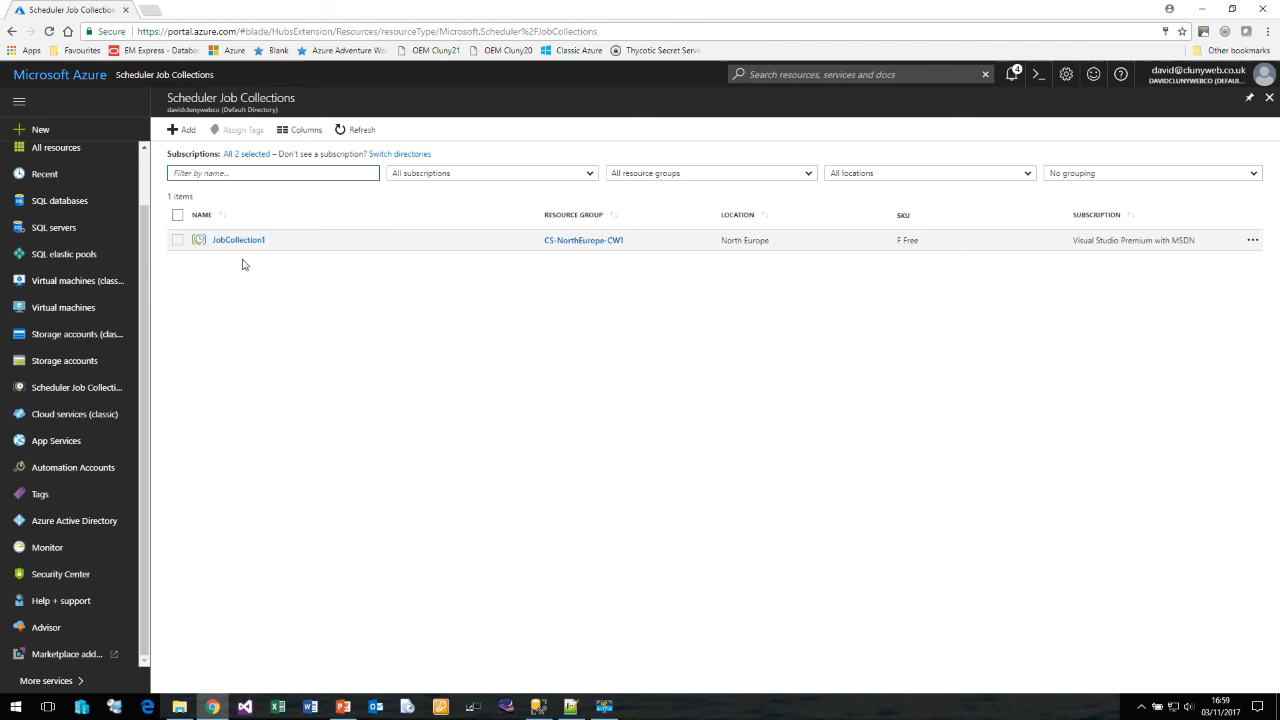 Scheduler Job Collections
Secure
https://portal.azure.com/#blade/HubsExtension/Resources/resourceType/Microsoft.Scheduler%2FJobCollections
Apps
Favourites
EM Express - Databas
Azure
Blank
Azure Adventure Wor
OEM Cluny21
OEM Cluny20
Classic Azure
Thycotic Secret Serve
Other bookmarks
Microsoft Azure
Scheduler Job Collections
Search resources, services and docs
4
david@clunyweb.co.uk
DAVIDCLUNYWEBCO (DEFAUL...
Scheduler Job Collections
davidclunywebco (Default Directory)
New
All resources
Recent
SQL databases
SQL servers
SQL elastic pools
Virtual machines (class...
Virtual machines
Storage accounts (clas...
Storage accounts
Scheduler Job Collecti...
Cloud services (classic)
App Services
Automation Accounts
Tags
Azure Active Directory
Monitor
Security Center
Help + support
Advisor
Marketplace add...
More services
Add
Assign Tags
Columns
Refresh
Subscriptions: All 2 selected – Don't see a subscription? Switch directories
Filter by name...
All subscriptions
All resource groups
All locations
No grouping
1 items
NAME
RESOURCE GROUP
LOCATION
SKU
SUBSCRIPTION
JobCollection1
CS-NorthEurope-CW1
North Europe
F Free
Visual Studio Premium with MSDN
16:59
03/11/2017